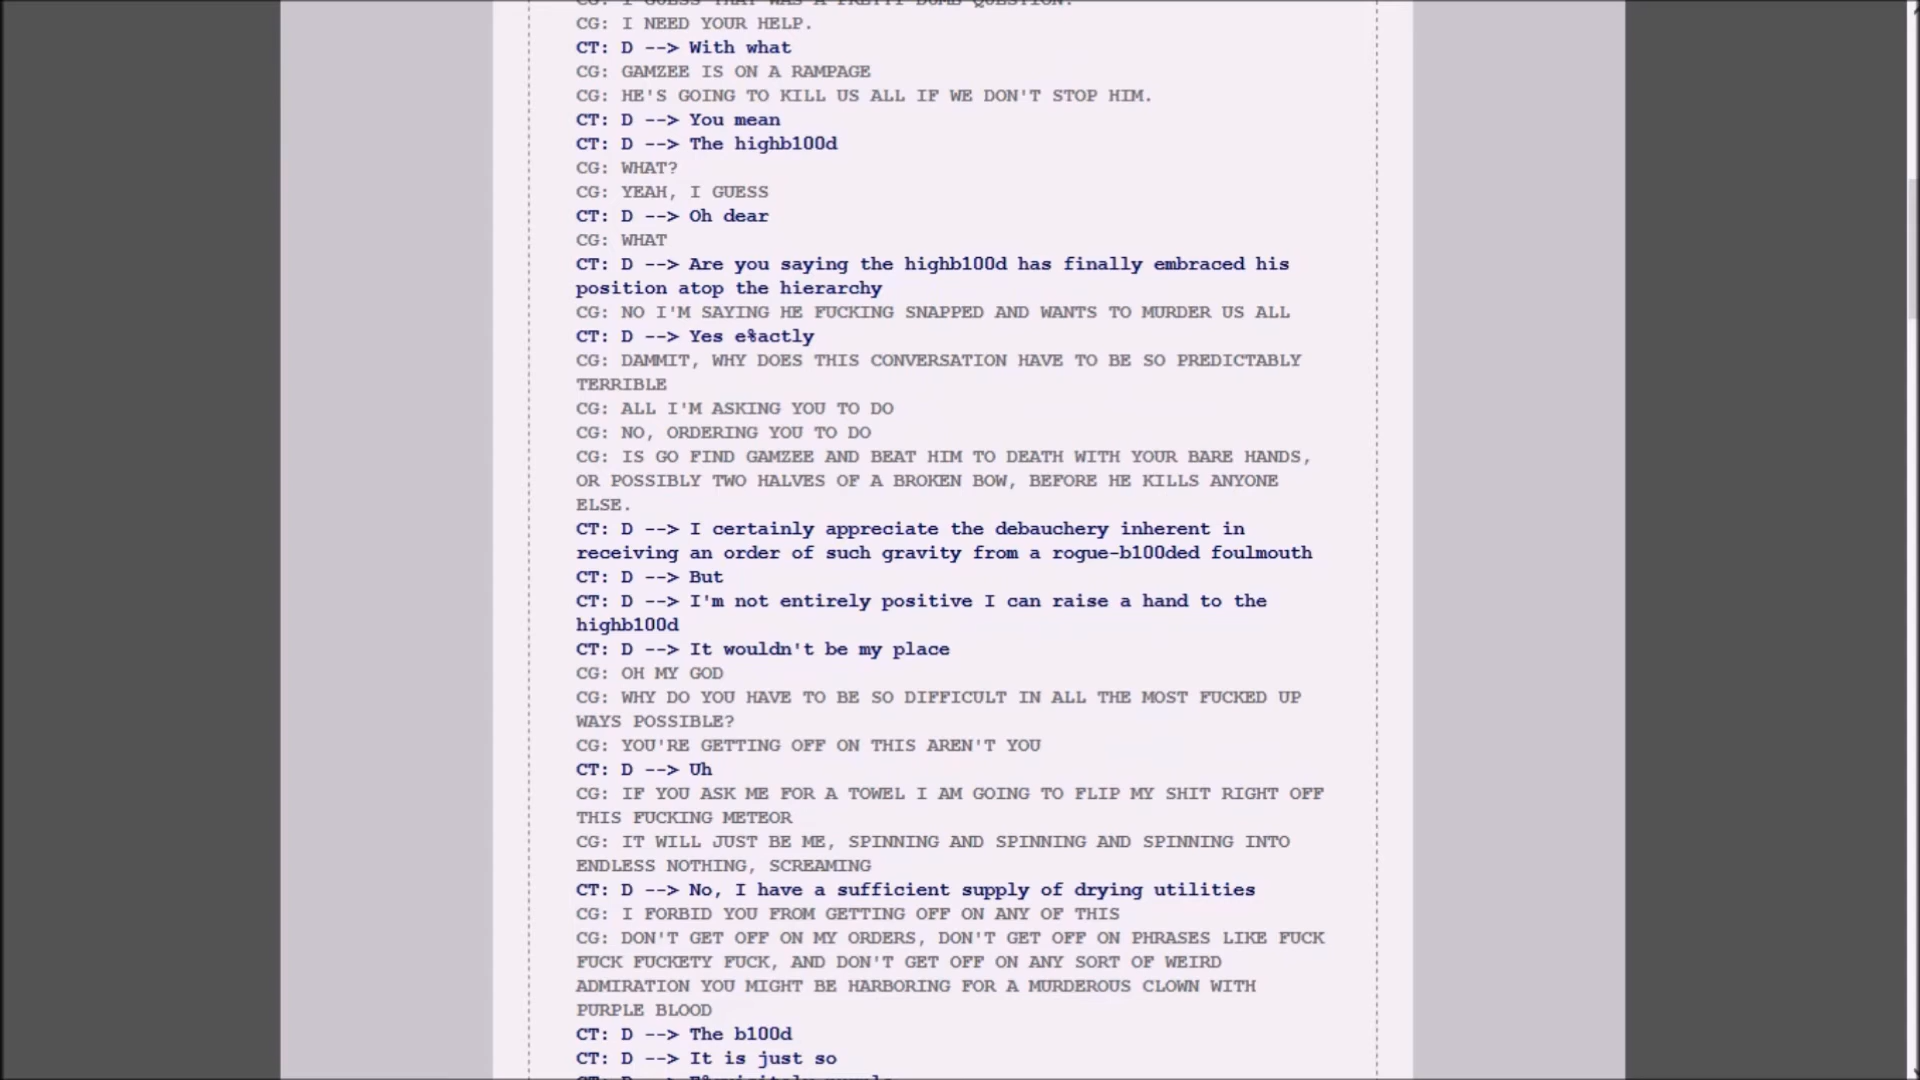 CG: I GUESS THAT WAS A PRETTY DUMB QUESTION.
CG: I NEED YOUR HELP.
CT: D --> With what
CG: GAMZEE IS ON A RAMPAGE
CG: HE'S GOING TO KILL US ALL IF WE DON'T STOP HIM.
CT: D --> You mean
CT: D --> The highb100d
CG: WHAT?
CG: YEAH, I GUESS
CT: D --> Oh dear
CG: WHAT
CT: D --> Are you saying the highb100d has finally embraced his
position atop the hierarchy
CG: NO I'M SAYING HE FUCKING SNAPPED AND WANTS TO MURDER US ALL
CT: D --> Yes e%actly
CG: DAMMIT, WHY DOES THIS CONVERSATION HAVE TO BE SO PREDICTABLY
TERRIBLE
CG: ALL I'M ASKING YOU TO DO
CG: NO, ORDERING YOU TO DO
CG: IS GO FIND GAMZEE AND BEAT HIM TO DEATH WITH YOUR BARE HANDS,
OR POSSIBLY TWO HALVES OF A BROKEN BOW, BEFORE HE KILLS ANYONE
ELSE.
CT: D --> I certainly appreciate the debauchery inherent in
receiving an order of such gravity from a rogue-b100ded foulmouth
CT: D --> But
CT: D --> I'm not entirely positive I can raise a hand to the
highb100d
CT: D --> It wouldn't be my place
CG: OH MY GOD
CG: WHY DO YOU HAVE TO BE SO DIFFICULT IN ALL THE MOST FUCKED UP
WAYS POSSIBLE?
CG: YOU'RE GETTING OFF ON THIS AREN'T YOU
CT: D --> Uh
CG: IF YOU ASK ME FOR A TOWEL I AM GOING TO FLIP MY SHIT RIGHT OFF
THIS FUCKING METEOR
CG: IT WILL JUST BE ME, SPINNING AND SPINNING AND SPINNING INTO
ENDLESS NOTHING, SCREAMING
CT: D --> No, I have a sufficient supply of drying utilities
CG: I FORBID YOU FROM GETTING OFF ON ANY OF THIS
CG: DON'T GET OFF ON MY ORDERS, DON'T GET OFF ON PHRASES LIKE FUCK
FUCK FUCKETY FUCK, AND DON'T GET OFF ON ANY SORT OF WEIRD
ADMIRATION YOU MIGHT BE HARBORING FOR A MURDEROUS CLOWN WITH
PURPLE BLOOD
CT: D --> The b100d
CT: D --> It is just so